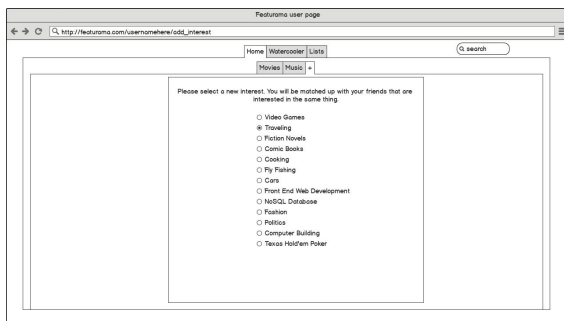 Featurama user page
http://featurama.com/usernamehere/add_interest
Home Watercooler Lists
search
Movies Music +
Please select a new interest. You will be matched up with your friends that are
interested in the same thing.
Video Games
Traveling
Fiction Novels
Comic Books
Cooking
Fly Fishing
Cars
Front End Web Development
NoSQL Database
Fashion
Politics
Computer Building
Texas Hold'em Poker